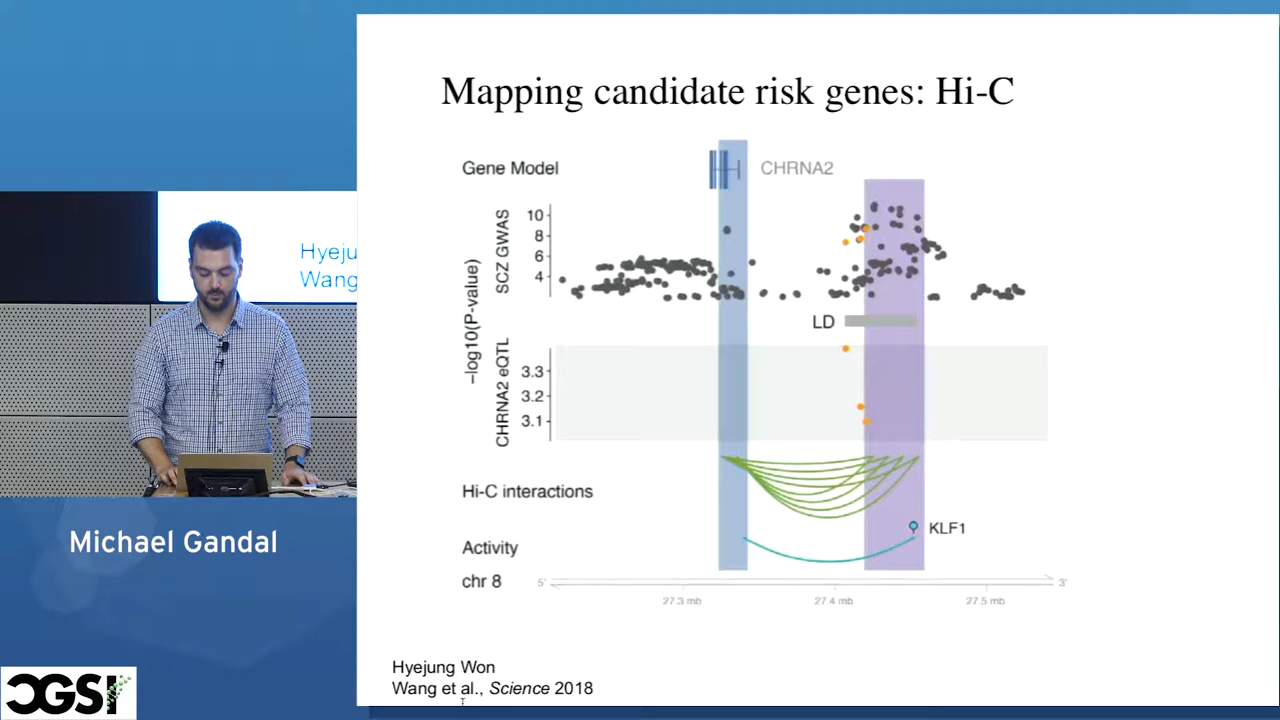 Mapping candidate risk genes: Hi-C
Gene Model
CHRNA2
−log10(P-value)
SCZ GWAS
10
8
6
4
LD
CHRNA2 eQTL
3.3
3.2
3.1
Hi-C interactions
KLF1
Activity
chr 8
5'
3'
27.3 mb
27.4 mb
27.5 mb
Hyejung Won
Wang et al., Science 2018
Hyeju
Wang
Michael Gandal
CGSI